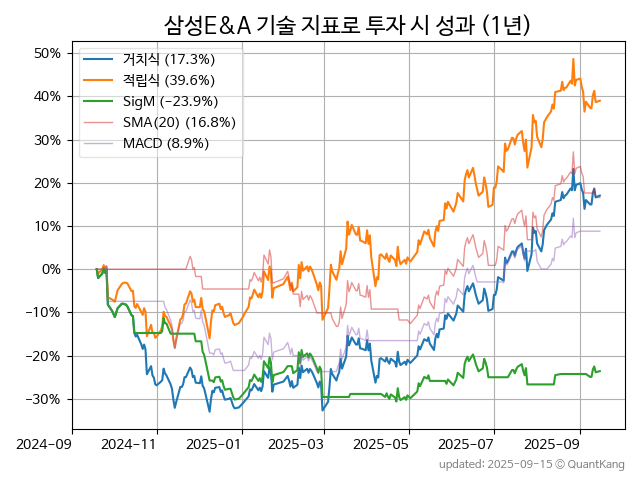 삼성E&A 기술 지표로 투자 시 성과 (1년)
거치식 (17.3%)
적립식 (39.6%)
SigM (-23.9%)
SMA(20) (16.8%)
MACD (8.9%)
50%
40%
30%
20%
10%
0%
-10%
-20%
-30%
2024-09 2024-11 2025-01 2025-03 2025-05 2025-07 2025-09
updated: 2025-09-15 © QuantKang